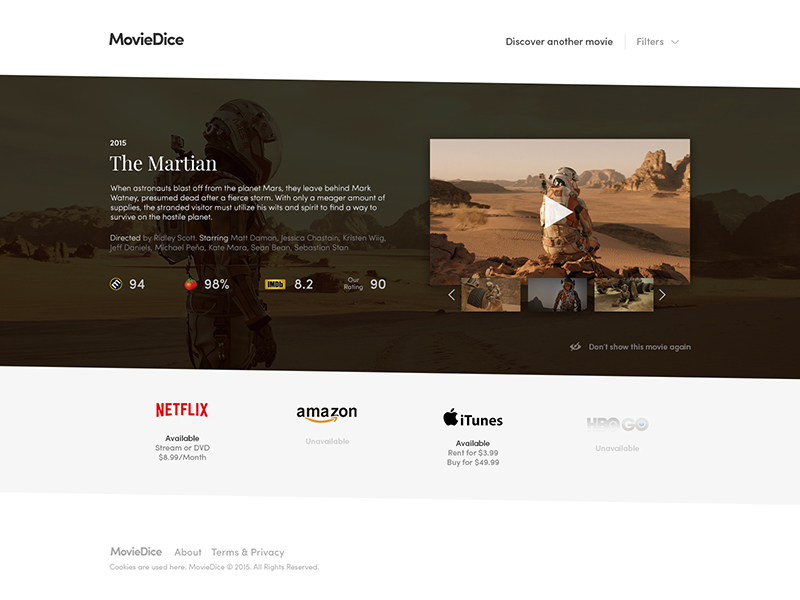 MovieDice
Discover another movie
Filters
2015
The Martian
When astronauts blast off from the planet Mars, they leave behind Mark
Watney, presumed dead after a fierce storm. With only a meager amount of
supplies, the stranded visitor must utilize his wits and spirit to find a way to
survive on the hostile planet.
Directed by Ridley Scott. Starring Matt Damon, Jessica Chastain, Kristen Wiig,
Jeff Daniels, Michael Peña, Kate Mara, Sean Bean, Sebastian Stan
94
98%
IMDb 8.2
Our
Rating 90
Don't show this movie again
NETFLIX
Available
Stream or DVD
$8.99/Month
amazon
Unavailable
iTunes
Available
Rent for $3.99
Buy for $49.99
HBO GO
Unavailable
MovieDice About Terms & Privacy
Cookies are used here. MovieDice © 2015. All Rights Reserved.